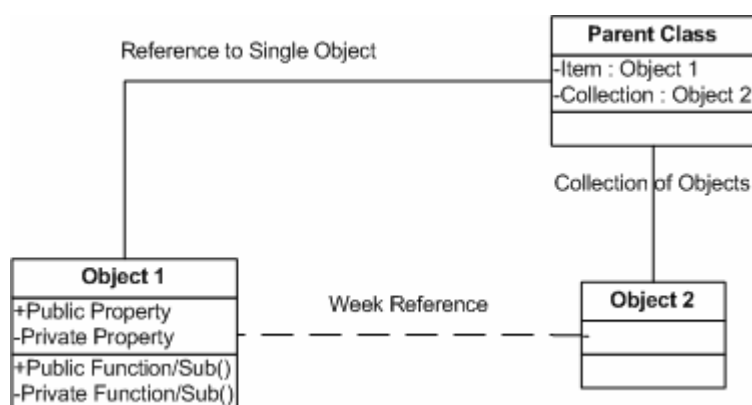 Parent Class
Reference to Single Object
-Item : Object 1
-Collection : Object 2
Collection of Objects
Object 1
+Public Property
-Private Property
+Public Function/Sub()
-Private Function/Sub()
Week Reference
Object 2